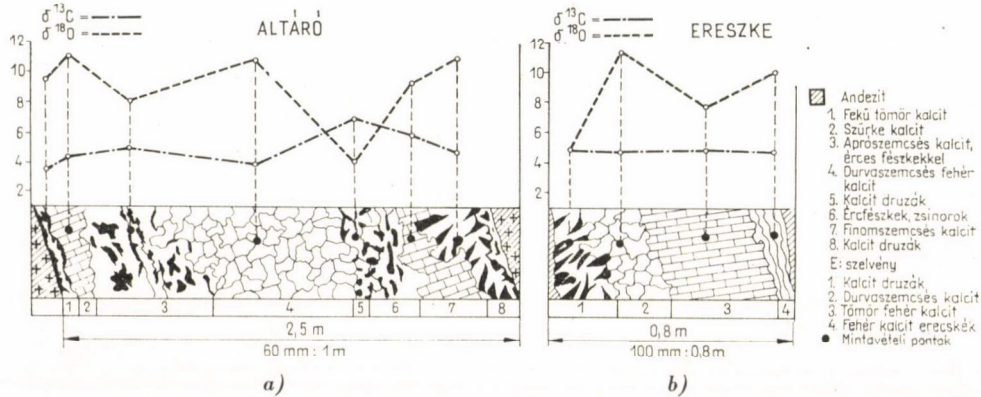 δ¹³C =
δ¹⁸O =
ALTÁRÓ
12
10
8
6
4
2
1 2 3 4 5 6 7 8
2,5 m
60 mm : 1 m
a)
δ¹³C =
δ¹⁸O =
ERESZKE
12
10
8
6
4
2
1 2 3 4
0,8 m
100 mm : 0,8 m
b)
Andezit
1. Fekü tömör kalcit
2. Szürke kalcit
3. Aprószemcsés kalcit,
érces fészkekkel
4. Durvaszemcsés fehér
kalcit
5. Kalcit druzák
6. Ércfészkek, zsinórok
7. Finomszemcsés kalcit
8. Kalcit druzák
E: szelvény
1. Kalcit druzák
2. Durvaszemcsés kalcit
3. Tömör fehér kalcit
4. Fehér kalcit erecskék
Mintavételi pontok